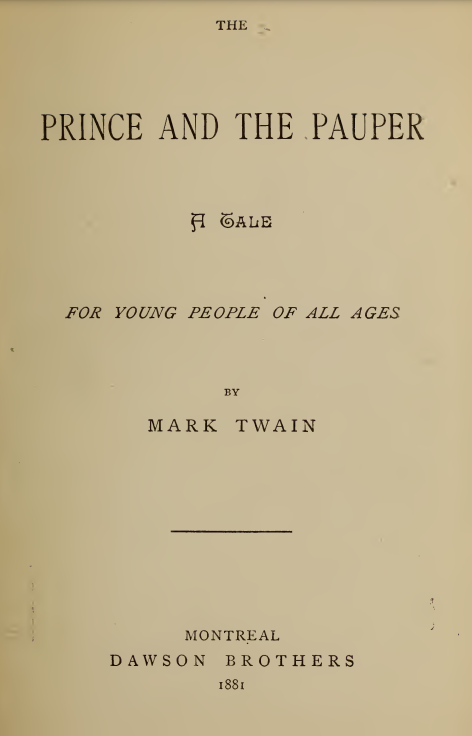 THE
PRINCE AND THE PAUPER
A TALE
FOR YOUNG PEOPLE OF ALL AGES
BY
MARK TWAIN
MONTREAL
DAWSON BROTHERS
1881